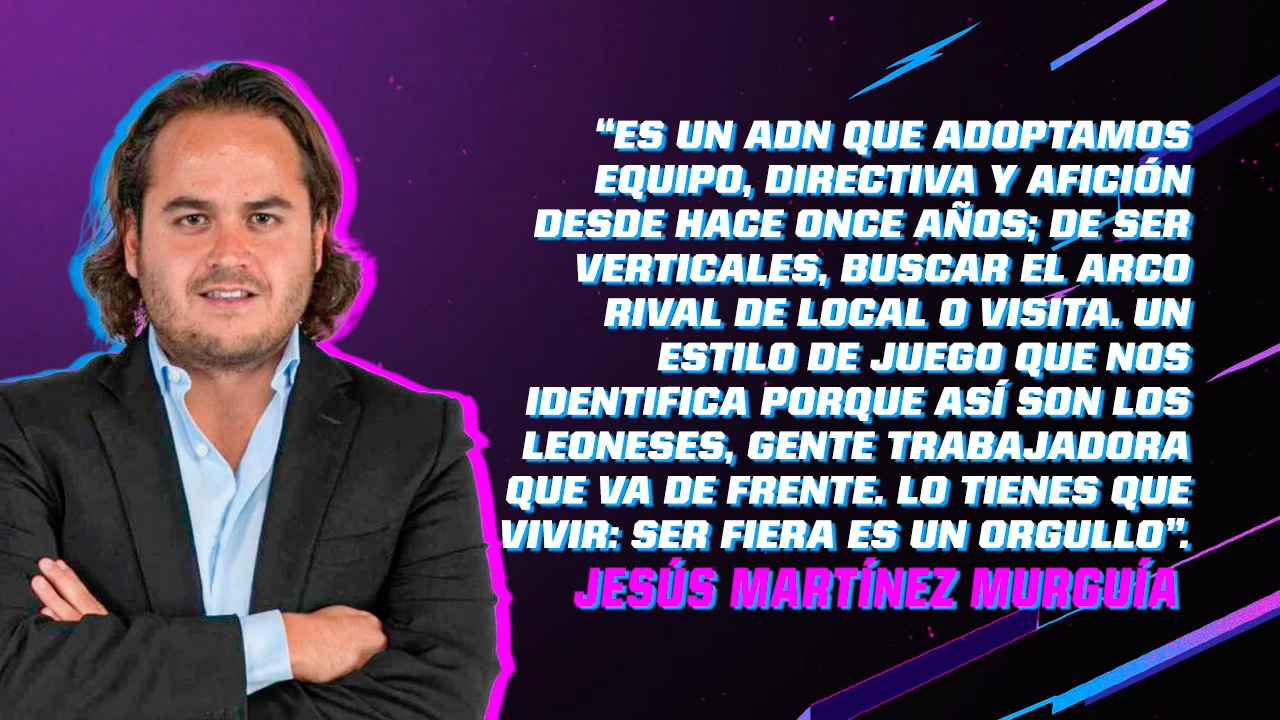 “ES UN ADN QUE ADOPTAMOS
EQUIPO, DIRECTIVA Y AFICIÓN
DESDE HACE ONCE AÑOS; DE SER
VERTICALES, BUSCAR EL ARCO
RIVAL DE LOCAL O VISITA. UN
ESTILO DE JUEGO QUE NOS
IDENTIFICA PORQUE ASÍ SON LOS
LEONESES, GENTE TRABAJADORA
QUE VA DE FRENTE. LO TIENES QUE
VIVIR: SER FIERA ES UN ORGULLO”.
JESÚS MARTÍNEZ MURGUÍA